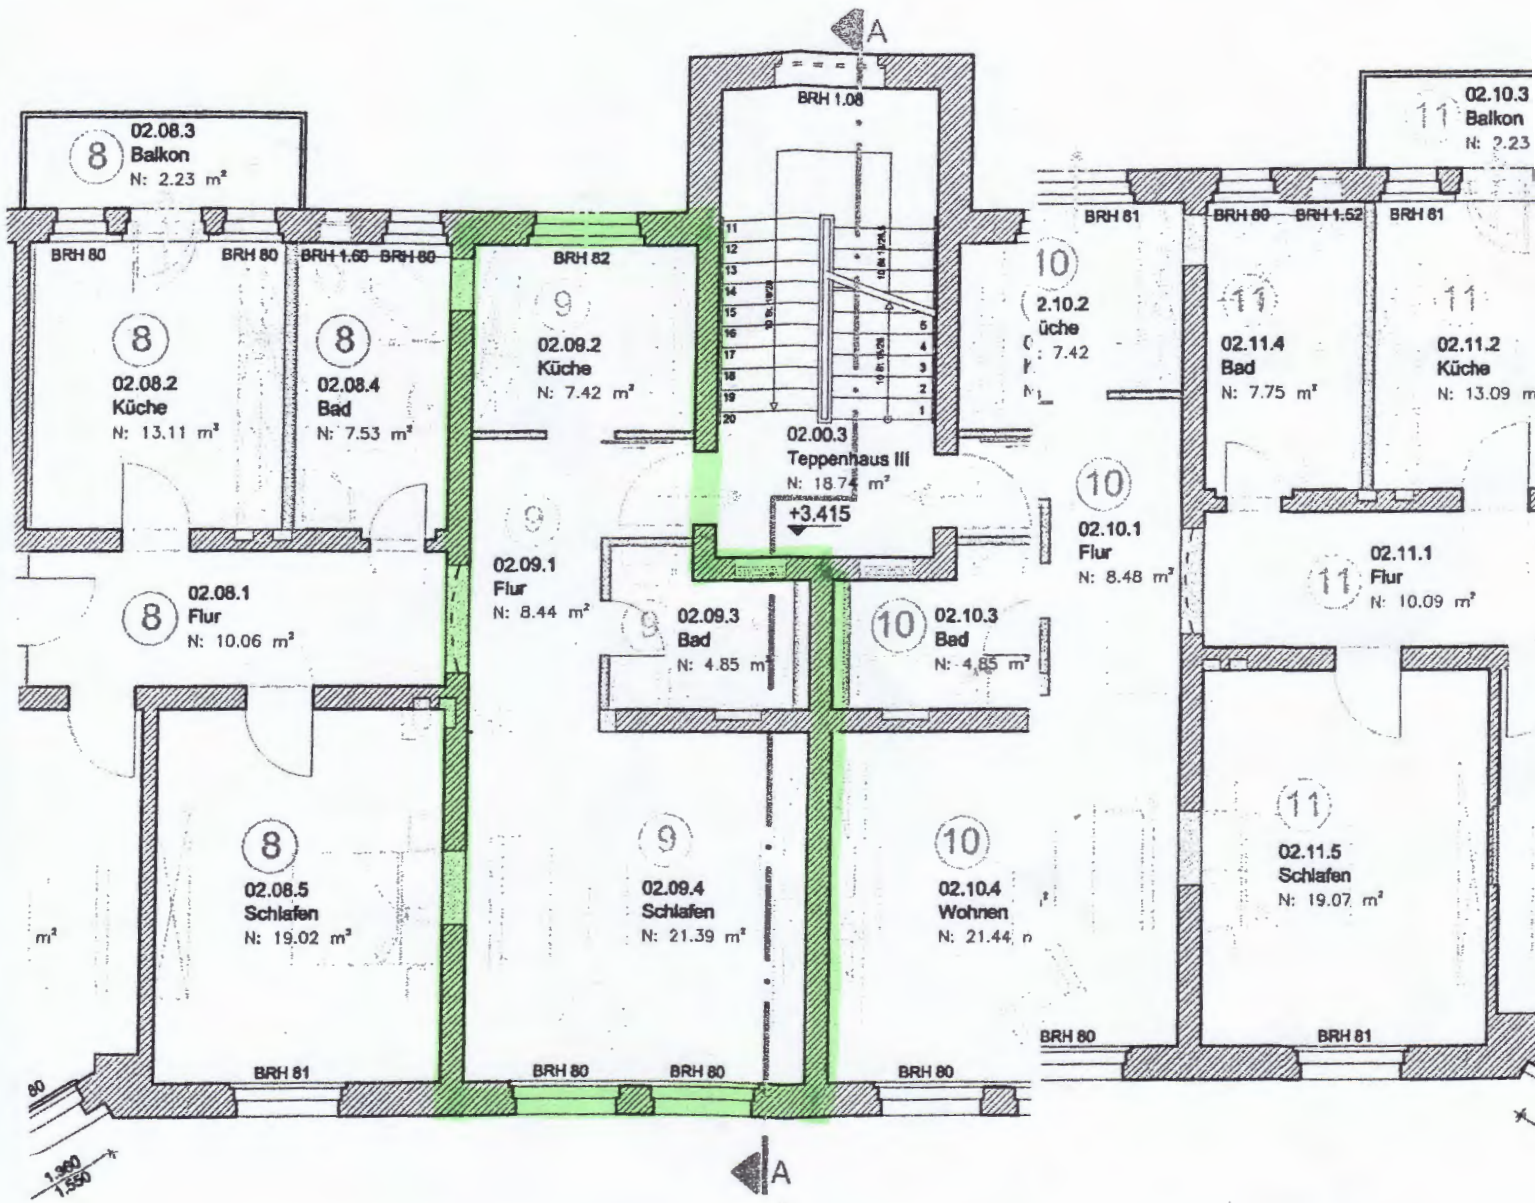 A
BRH 1.08
8
02.08.3
Balkon
N: 2.23 m²
11
02.10.3
Balkon
N: 2.23
BRH 80
BRH 80
BRH 1.60
BRH 80
BRH 82
BRH 81
BRH 80
BRH 1.52
BRH 81
8
02.08.2
Küche
N: 13.11 m²
8
02.08.4
Bad
N: 7.53 m²
9
02.09.2
Küche
N: 7.42 m²
11
12
13
14
15
16
17
18
19
20
5
4
3
2
1
10
2.10.2
üche
: 7.42
11
02.11.4
Bad
N: 7.75 m²
11
02.11.2
Küche
N: 13.09 m
02.00.3
Teppenhaus III
N: 18.74 m²
+3.415
8
02.08.1
Flur
N: 10.06 m²
9
02.09.1
Flur
N: 8.44 m²
9
02.09.3
Bad
N: 4.85 m²
10
02.10.3
Bad
N: 4.85 m²
10
02.10.1
Flur
N: 8.48 m²
11
02.11.1
Flur
N: 10.09 m²
m²
8
02.08.5
Schlafen
N: 19.02 m²
9
02.09.4
Schlafen
N: 21.39 m²
10
02.10.4
Wohnen
N: 21.44
11
02.11.5
Schlafen
N: 19.07 m²
80
BRH 81
BRH 80
BRH 80
BRH 80
BRH 80
BRH 81
1.360
1.550
A